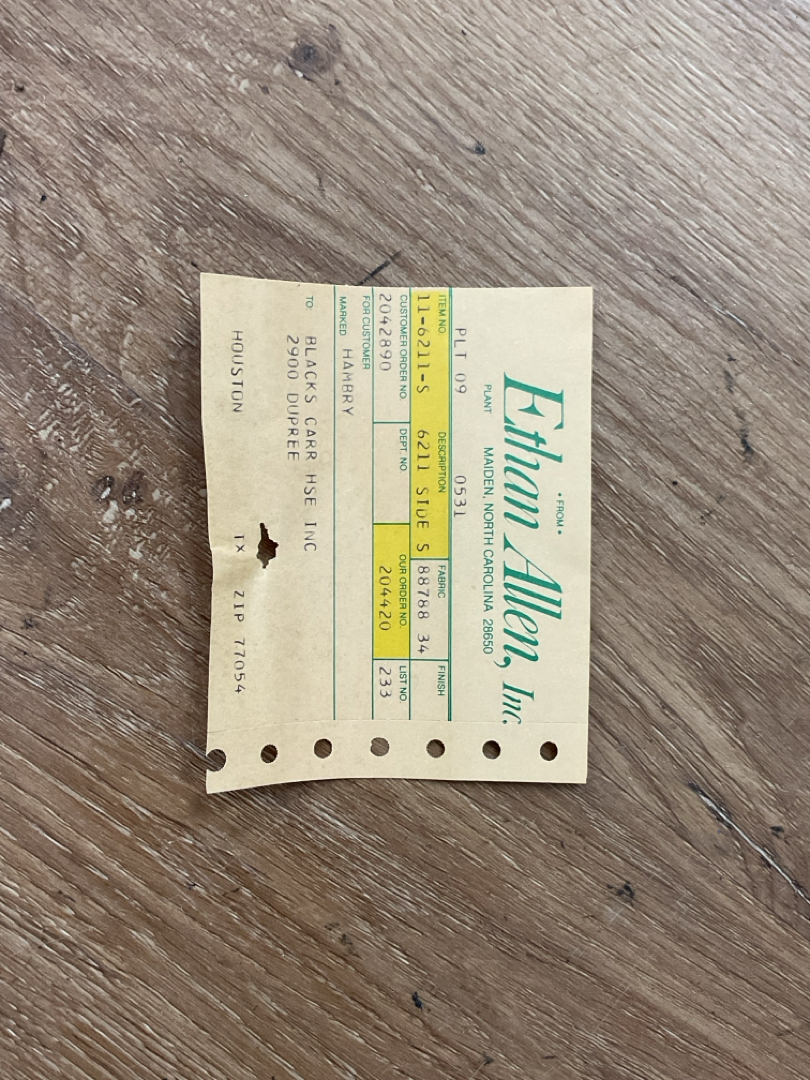 • FROM •
Ethan Allen, Inc.
PLANT MAIDEN, NORTH CAROLINA 28650
PLT 09 0531
ITEM NO. DESCRIPTION FABRIC FINISH
11-6211-S 6211 SIDE S 88788 34
CUSTOMER ORDER NO. DEPT. NO. OUR ORDER NO. LIST NO.
2042890 204420 233
FOR CUSTOMER
MARKED HAMBRY
TO BLACKS CARR HSE INC
2900 DUPREE
HOUSTON TX ZIP 77054